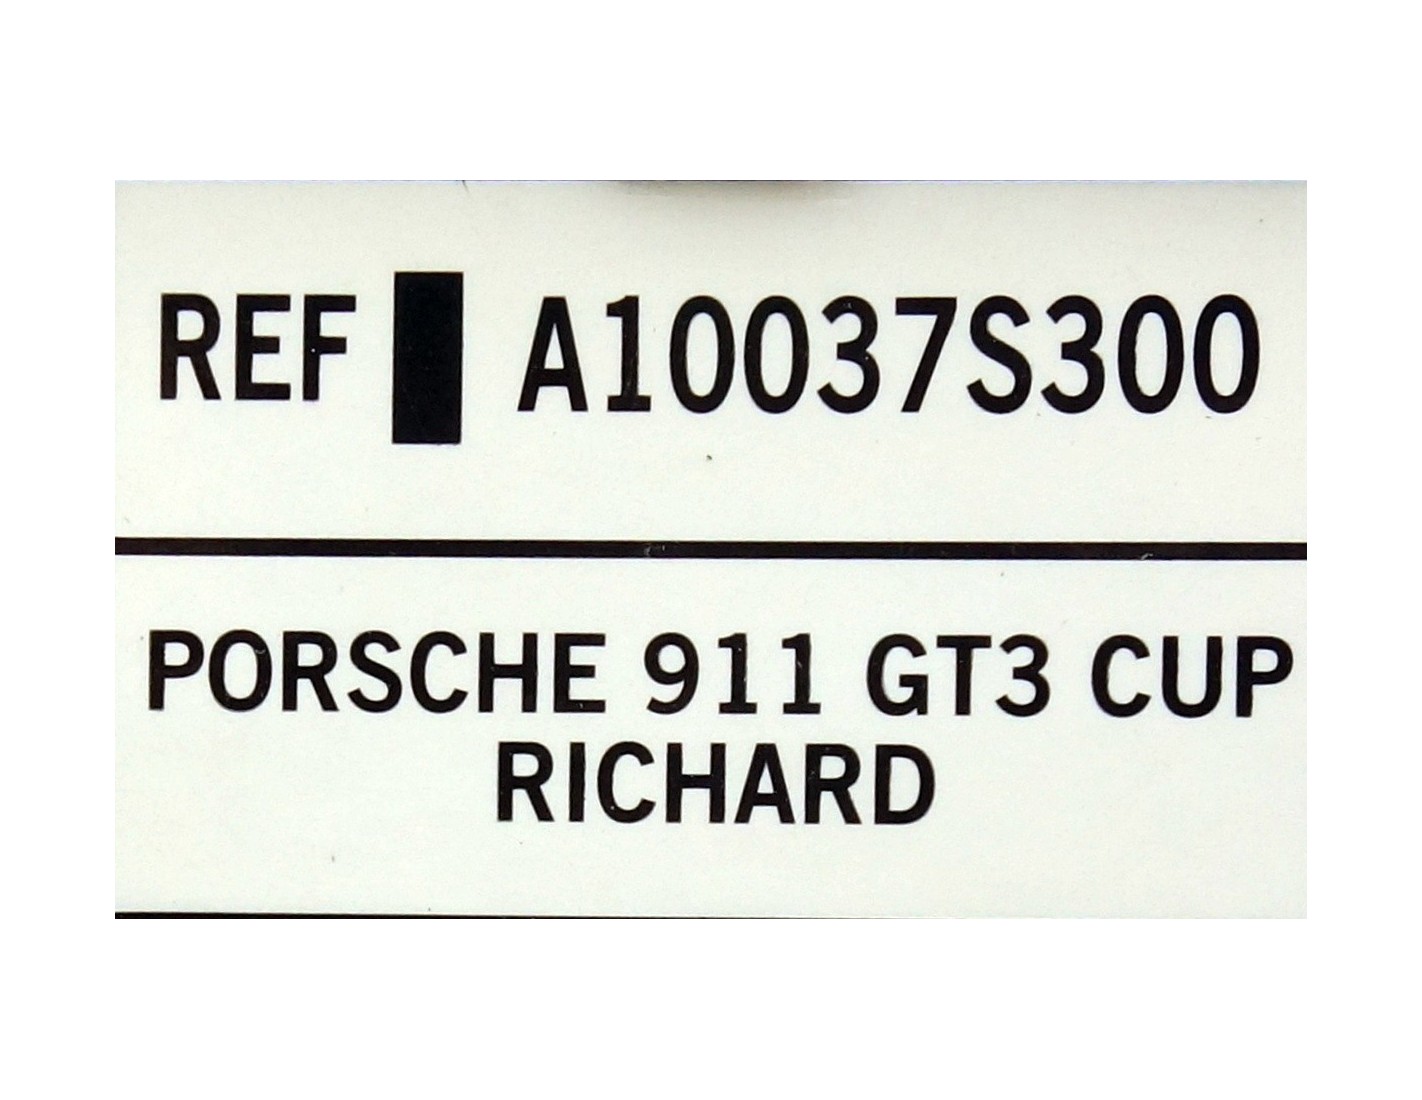 REF A10037S300
PORSCHE 911 GT3 CUP
RICHARD